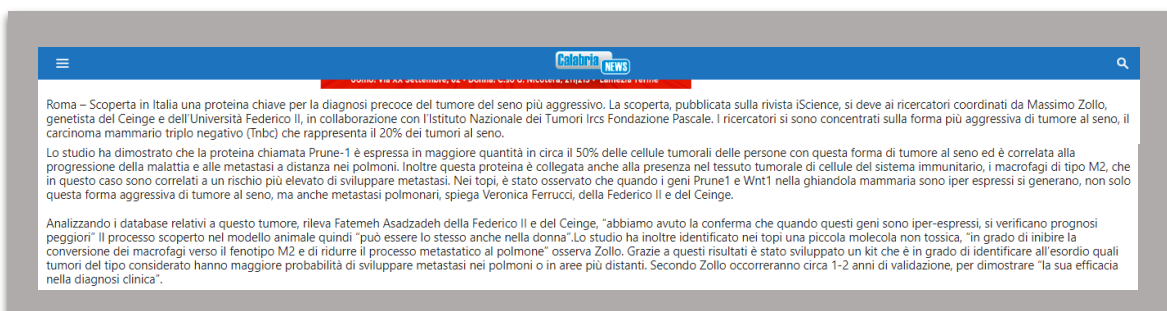 Calabria NEWS
Uomo: Via XX Settembre, 62 - Donna: C.so G. Nicotera, 211/213 - Lamezia Terme
Roma – Scoperta in Italia una proteina chiave per la diagnosi precoce del tumore del seno più aggressivo. La scoperta, pubblicata sulla rivista iScience, si deve ai ricercatori coordinati da Massimo Zollo,
genetista del Ceinge e dell'Università Federico II, in collaborazione con l'Istituto Nazionale dei Tumori Ircs Fondazione Pascale. I ricercatori si sono concentrati sulla forma più aggressiva di tumore al seno, il
carcinoma mammario triplo negativo (Tnbc) che rappresenta il 20% dei tumori al seno.
Lo studio ha dimostrato che la proteina chiamata Prune-1 è espressa in maggiore quantità in circa il 50% delle cellule tumorali delle persone con questa forma di tumore al seno ed è correlata alla
progressione della malattia e alle metastasi a distanza nei polmoni. Inoltre questa proteina è collegata anche alla presenza nel tessuto tumorale di cellule del sistema immunitario, i macrofagi di tipo M2, che
in questo caso sono correlati a un rischio più elevato di sviluppare metastasi. Nei topi, è stato osservato che quando i geni Prune1 e Wnt1 nella ghiandola mammaria sono iper espressi si generano, non solo
questa forma aggressiva di tumore al seno, ma anche metastasi polmonari, spiega Veronica Ferrucci, della Federico II e del Ceinge.
Analizzando i database relativi a questo tumore, rileva Fatemeh Asadzadeh della Federico II e del Ceinge, “abbiamo avuto la conferma che quando questi geni sono iper-espressi, si verificano prognosi
peggiori” Il processo scoperto nel modello animale quindi “può essere lo stesso anche nella donna”.Lo studio ha inoltre identificato nei topi una piccola molecola non tossica, “in grado di inibire la
conversione dei macrofagi verso il fenotipo M2 e di ridurre il processo metastatico al polmone” osserva Zollo. Grazie a questi risultati è stato sviluppato un kit che è in grado di identificare all'esordio quali
tumori del tipo considerato hanno maggiore probabilità di sviluppare metastasi nei polmoni o in aree più distanti. Secondo Zollo occorreranno circa 1-2 anni di validazione, per dimostrare “la sua efficacia
nella diagnosi clinica”.